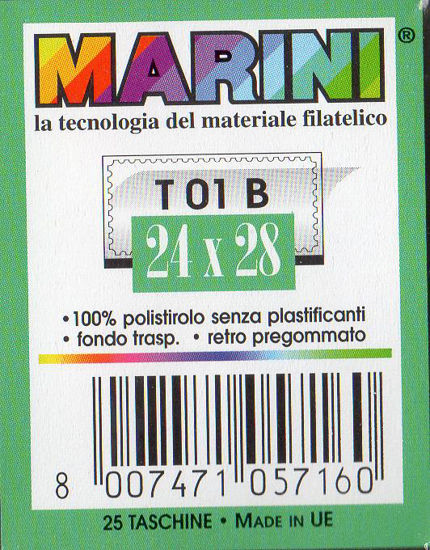 MARINI®
la tecnologia del materiale filatelico
T 01 B
24 x 28
•100% polistirolo senza plastificanti
• fondo trasp. • retro pregommato
8 007471 057160
25 TASCHINE • MADE IN UE